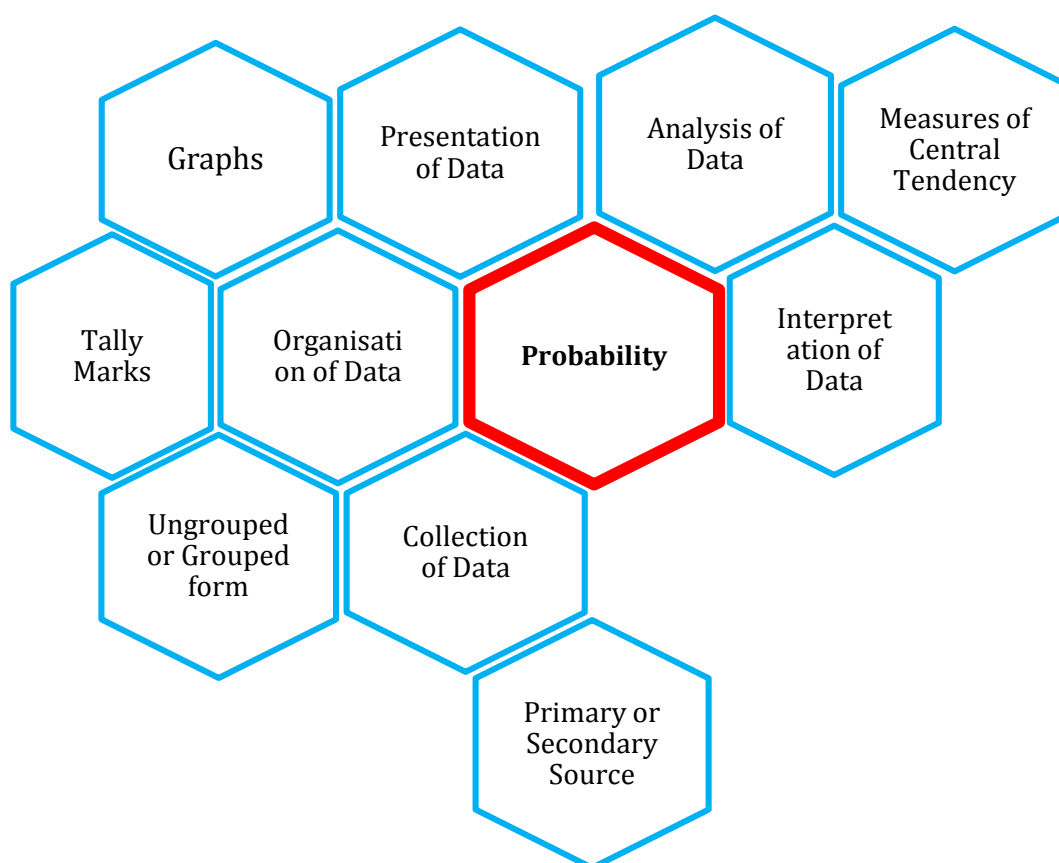 Graphs
Presentation
of Data
Analysis of
Data
Measures of
Central
Tendency
Tally
Marks
Organisati
on of Data
Probability
Interpret
ation of
Data
Ungrouped
or Grouped
form
Collection
of Data
Primary or
Secondary
Source